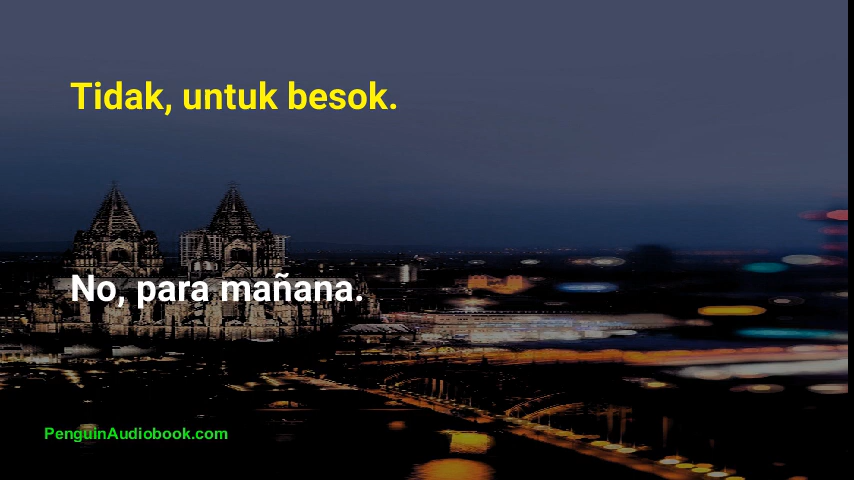 Tidak, untuk besok.
No, para mañana.
PenguinAudiobook.com